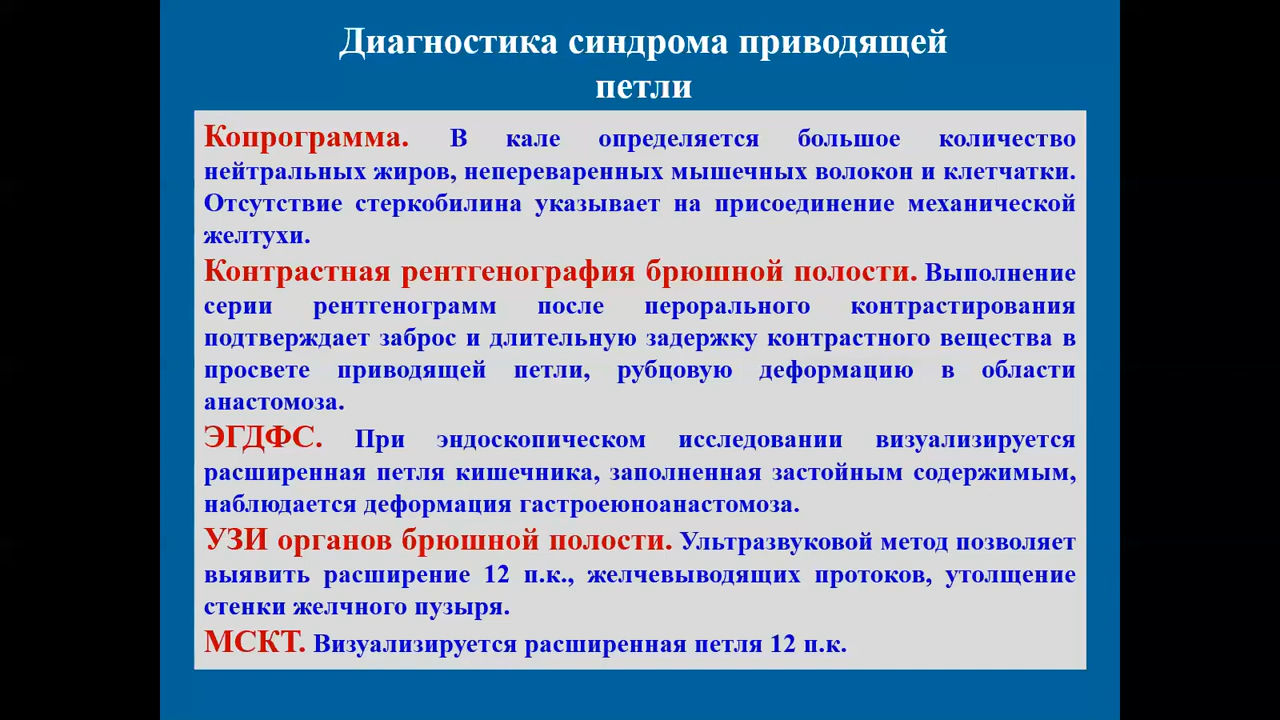 Диагностика синдрома приводящей
петли
Копрограмма. В кале определяется большое количество
нейтральных жиров, непереваренных мышечных волокон и клетчатки.
Отсутствие стеркобилина указывает на присоединение механической
желтухи.
Контрастная рентгенография брюшной полости. Выполнение
серии рентгенограмм после перорального контрастирования
подтверждает заброс и длительную задержку контрастного вещества в
просвете приводящей петли, рубцовую деформацию в области
анастомоза.
ЭГДФС. При эндоскопическом исследовании визуализируется
расширенная петля кишечника, заполненная застойным содержимым,
наблюдается деформация гастроеюноанастомоза.
УЗИ органов брюшной полости. Ультразвуковой метод позволяет
выявить расширение 12 п.к., желчевыводящих протоков, утолщение
стенки желчного пузыря.
МСКТ. Визуализируется расширенная петля 12 п.к.